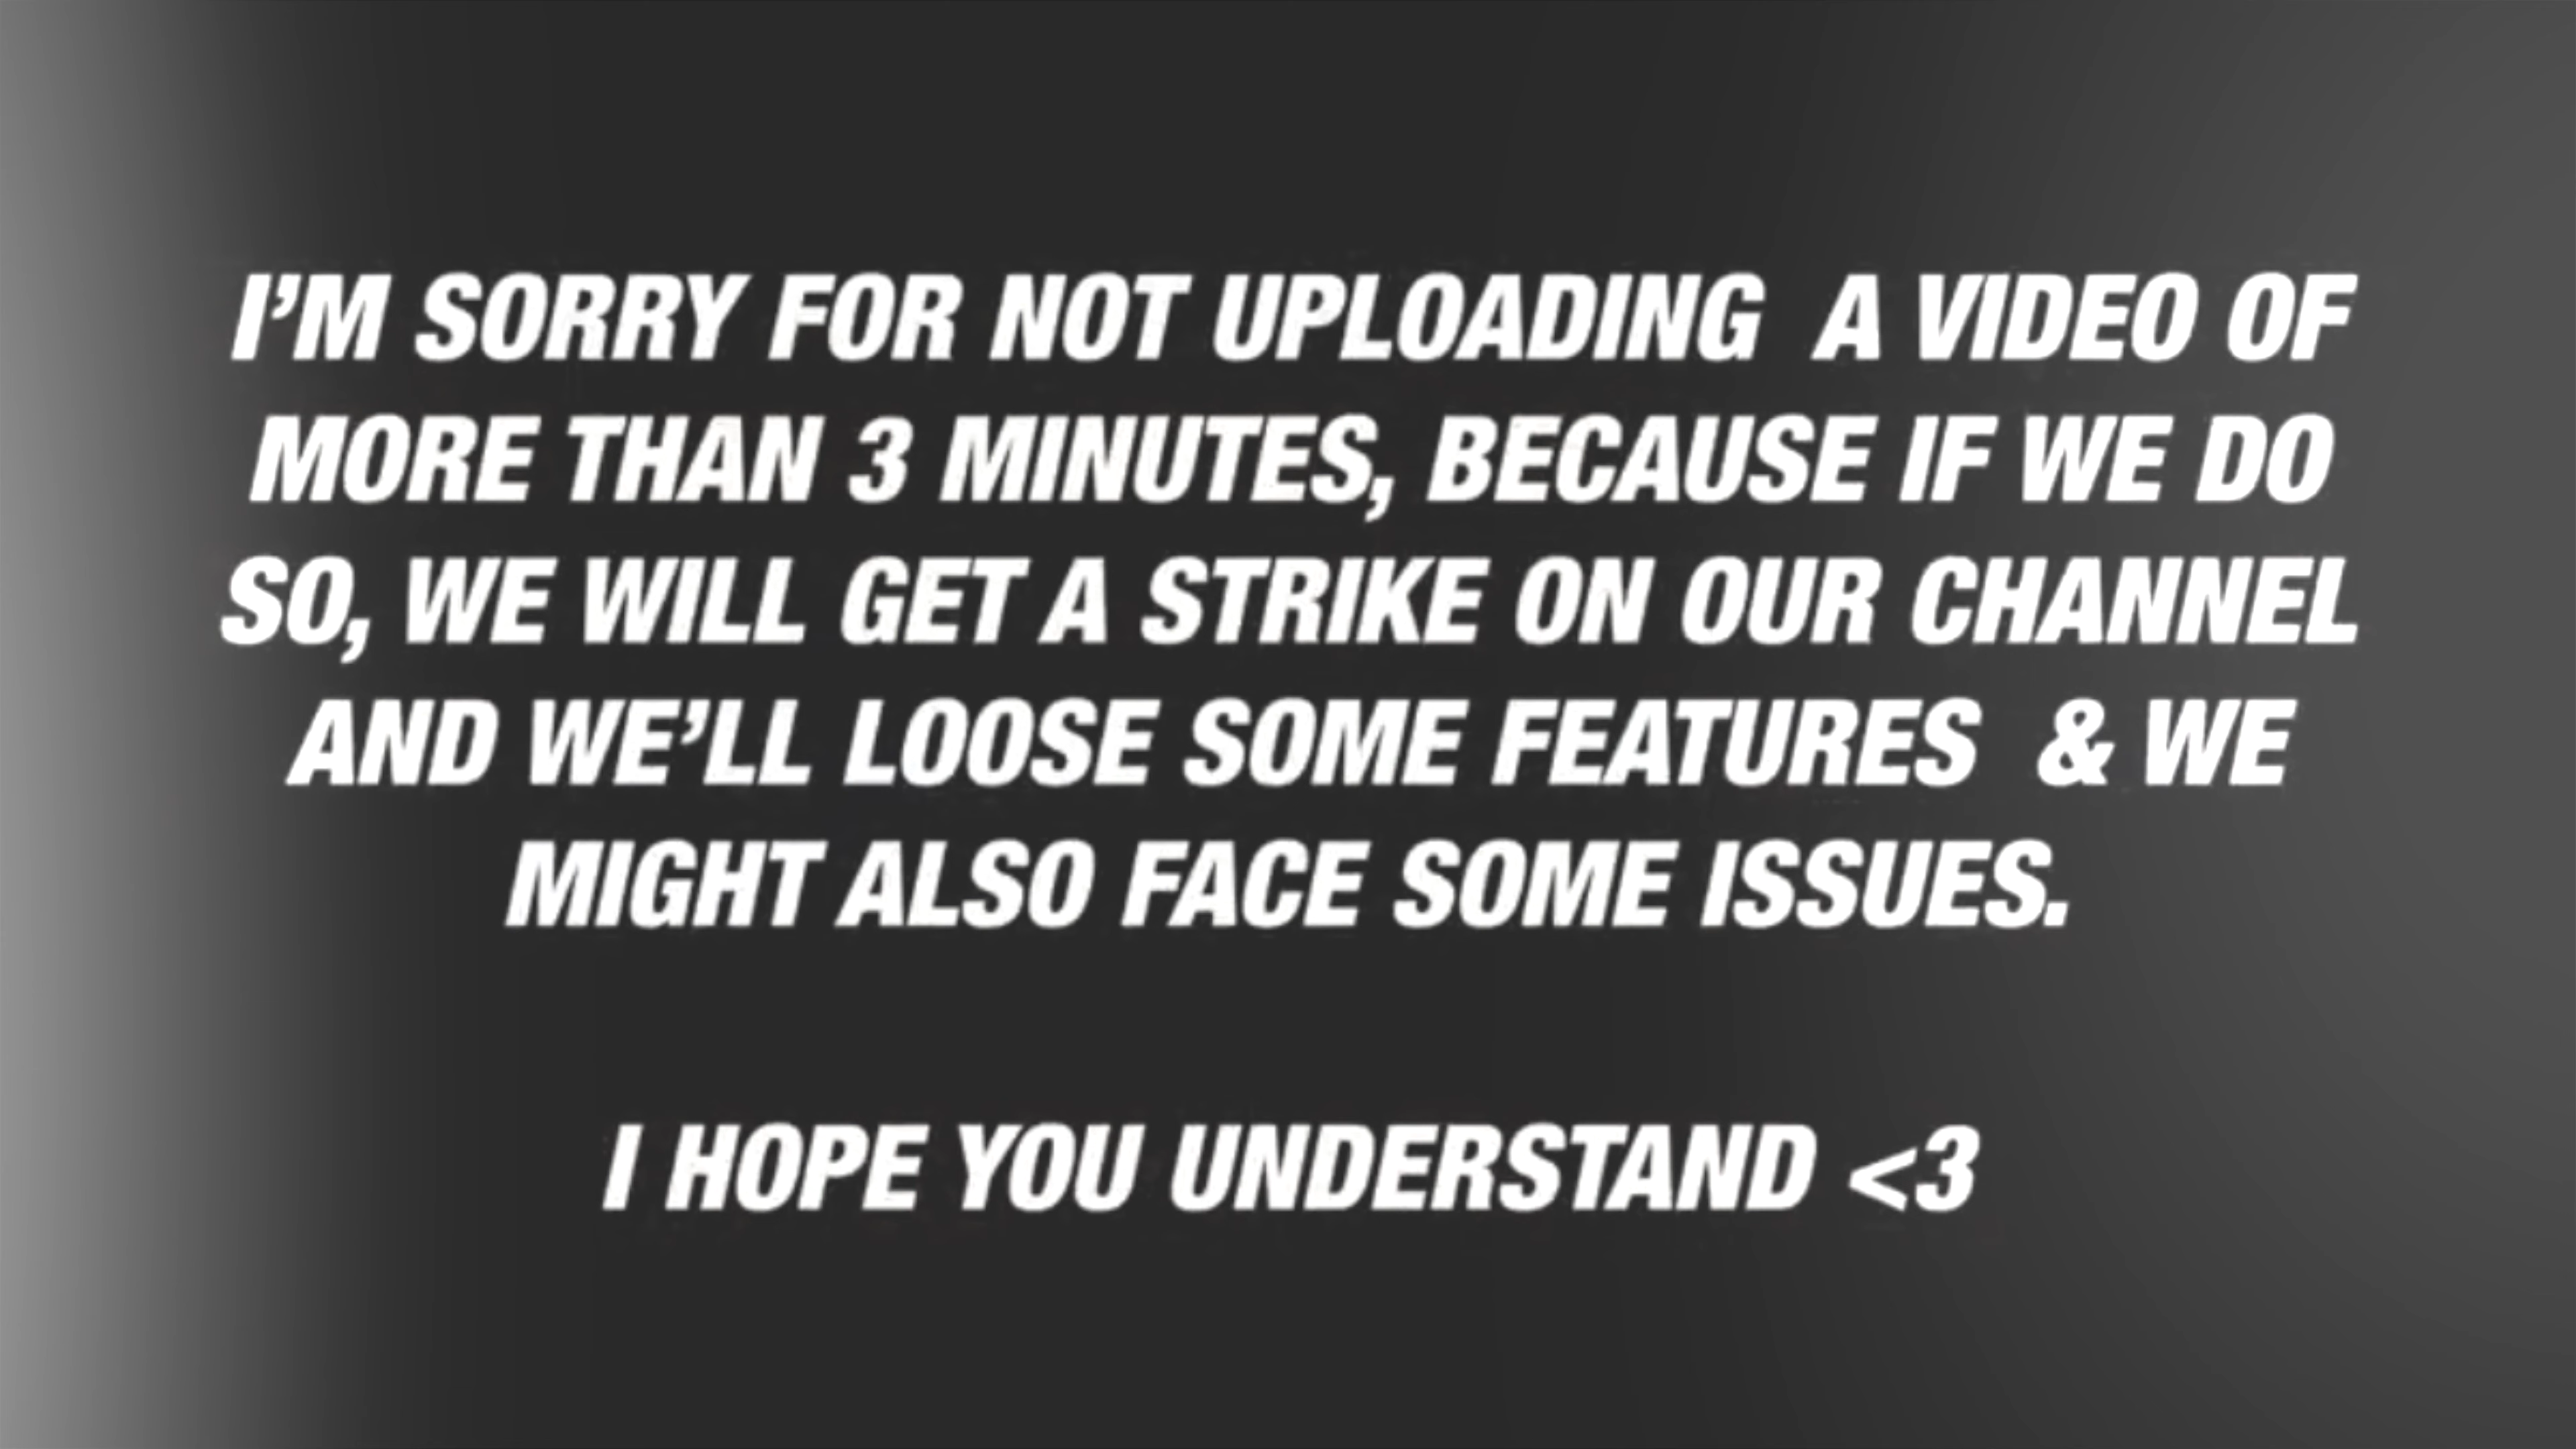 I'M SORRY FOR NOT UPLOADING  A VIDEO OF
MORE THAN 3 MINUTES, BECAUSE IF WE DO
SO, WE WILL GET A STRIKE ON OUR CHANNEL
AND WE'LL LOOSE SOME FEATURES  & WE
MIGHT ALSO FACE SOME ISSUES.
I HOPE YOU UNDERSTAND <3